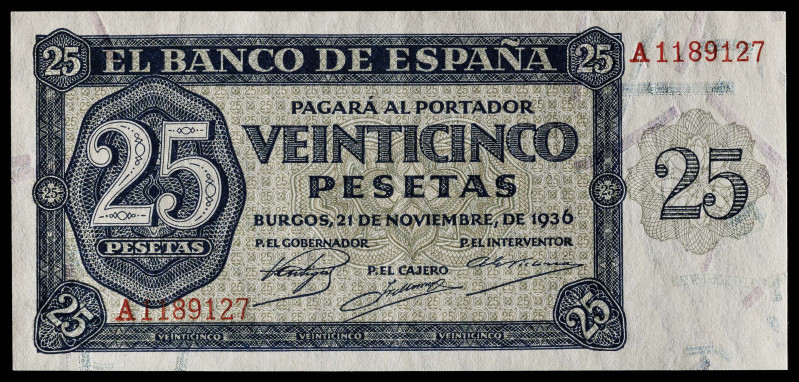 25 EL BANCO DE ESPAÑA 25 A1189127
PAGARÁ AL PORTADOR
25 VEINTICINCO 25
PESETAS
BURGOS, 21 DE NOVIEMBRE, DE 1936
PESETAS P.EL GOBERNADOR P.EL INTERVENTOR
P.EL CAJERO
A1189127
25 VEINTICINCO VEINTICINCO VEINTICINCO 25